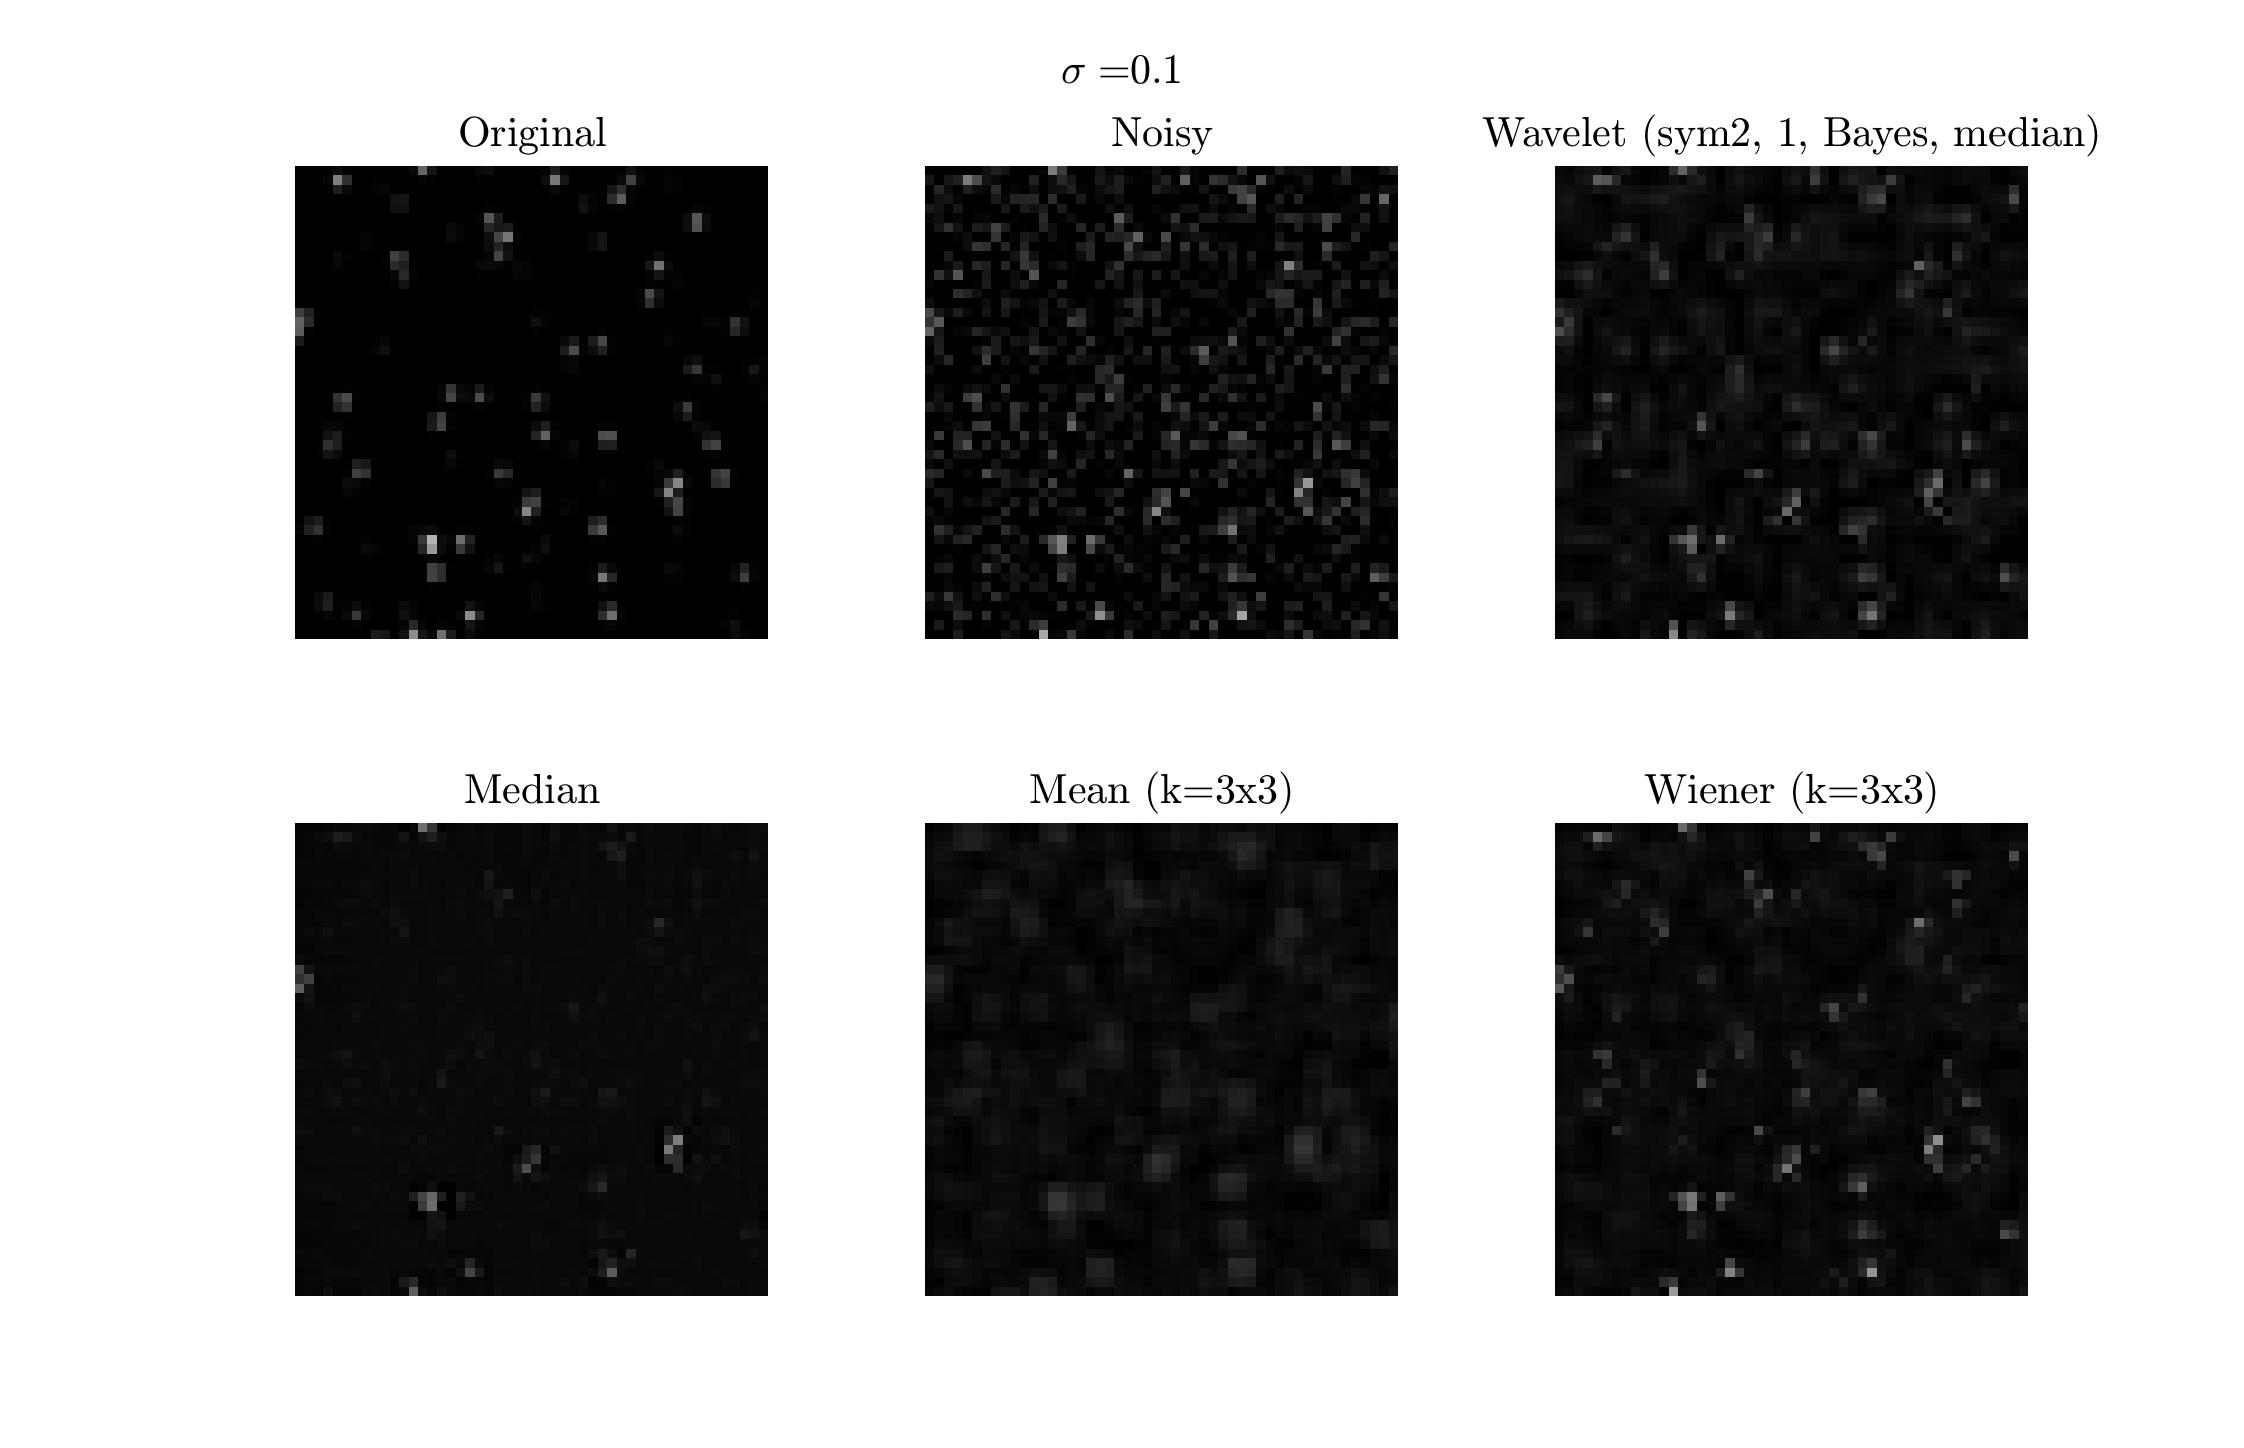 σ =0.1
Original
Noisy
Wavelet (sym2, 1, Bayes, median)
Median
Mean (k=3x3)
Wiener (k=3x3)